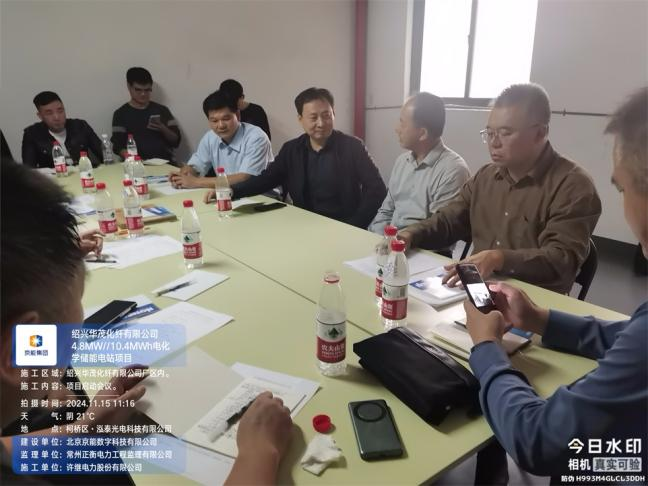 京能集团
绍兴华茂化纤有限公司
4.8MW//10.4MWh电化
学储能电站项目
施工区域：绍兴华茂化纤有限公司厂区内。
施工内容：项目启动会议。
拍摄时间：2024.11.15 11:16
天 气：阴 21℃
地 点：柯桥区·泓泰光电科技有限公司
建设单位：北京京能数字科技有限公司
监理单位：常州正衡电力工程监理有限公司
施工单位：许继电力股份有限公司
农夫山泉
今日水印
相机 真实可验
防伪 H993M4GLCL3DDH